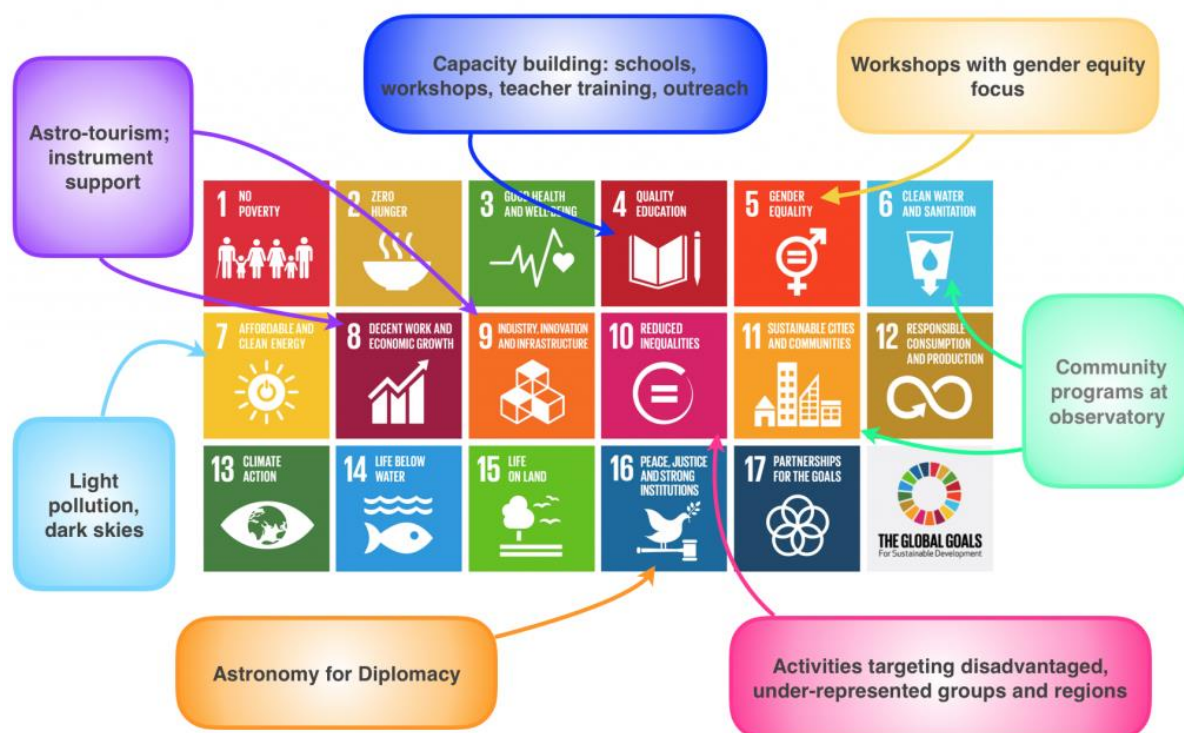 Capacity building: schools,
workshops, teacher training, outreach
Workshops with gender equity
focus
Astro-tourism;
instrument
support
1 NO
POVERTY
2 ZERO
HUNGER
3 GOOD HEALTH
AND WELL-BEING
4 QUALITY
EDUCATION
5 GENDER
EQUALITY
6 CLEAN WATER
AND SANITATION
7 AFFORDABLE AND
CLEAN ENERGY
8 DECENT WORK AND
ECONOMIC GROWTH
9 INDUSTRY, INNOVATION
AND INFRASTRUCTURE
10 REDUCED
INEQUALITIES
11 SUSTAINABLE CITIES
AND COMMUNITIES
12 RESPONSIBLE
CONSUMPTION
AND PRODUCTION
Community
programs at
observatory
Light
pollution,
dark skies
13 CLIMATE
ACTION
14 LIFE BELOW
WATER
15 LIFE
ON LAND
16 PEACE, JUSTICE
AND STRONG
INSTITUTIONS
17 PARTNERSHIPS
FOR THE GOALS
THE GLOBAL GOALS
For Sustainable Development
Astronomy for Diplomacy
Activities targeting disadvantaged,
under-represented groups and regions